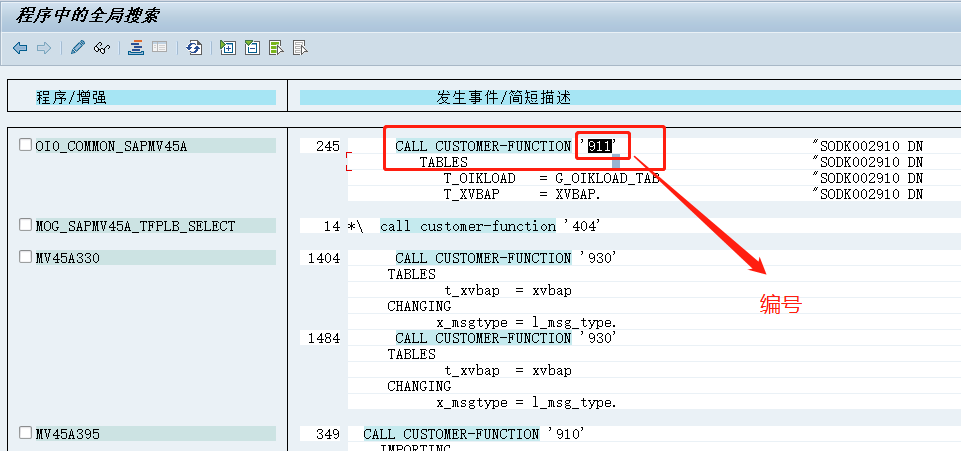 程序中的全局搜索
程序/增强 发生事件/简短描述
OIO_COMMON_SAPMV45A 245 CALL CUSTOMER-FUNCTION '911' "SODK002910 DN
TABLES "SODK002910 DN
T_OIKLOAD = G_OIKLOAD_TAB "SODK002910 DN
T_XVBAP = XVBAP. "SODK002910 DN
MOG_SAPMV45A_TFPLB_SELECT 14 *\ call customer-function '404'
MV45A330 1404 CALL CUSTOMER-FUNCTION '930'
TABLES
t_xvbap = xvbap
编号
CHANGING
x_msgtype = l_msg_type.
1484 CALL CUSTOMER-FUNCTION '930'
TABLES
t_xvbap = xvbap
CHANGING
x_msgtype = l_msg_type.
MV45A395 349 CALL CUSTOMER-FUNCTION '910'
IMPORTING